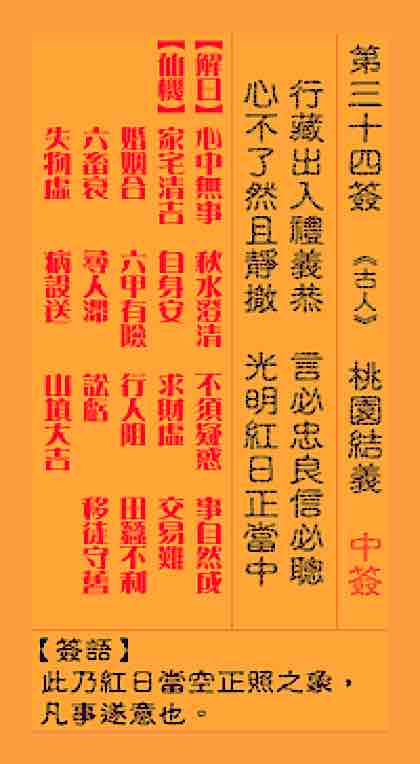 第三十四簽 《古人》 桃園結義 中簽
行藏出入禮義恭 言必忠良信必聰
心不了然且靜撤 光明紅日正當中
【解曰】心中無事 秋水澄清 不須疑惑 事自然成
【仙機】家宅清吉 自身安 求財虛 交易難
婚姻合 六甲有險 行人阻 田蠶不利
六畜衰 尋人滯 訟虧 移徒守舊
失物虛 病設送 山墳大吉
【簽語】
此乃紅日當空正照之象，
凡事遂意也。